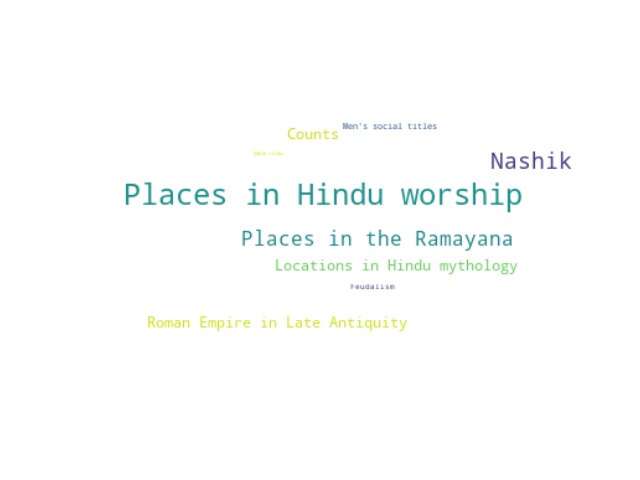 Men's social titles
Counts
Nashik
Places in Hindu worship
Places in the Ramayana
Locations in Hindu mythology
Feudalism
Roman Empire in Late Antiquity